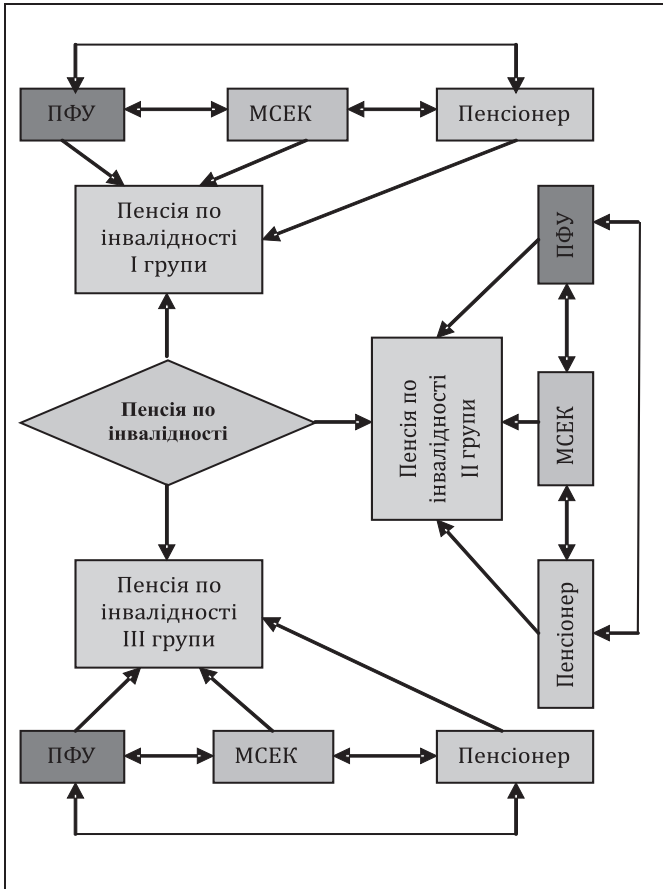 ПФУ
МСЕК
Пенсіонер
Пенсія по
інвалідності
І групи
ПФУ
Пенсія по
інвалідності
Пенсія по
інвалідності
ІІ групи
МСЕК
Пенсія по
інвалідності
ІІІ групи
Пенсіонер
ПФУ
МСЕК
Пенсіонер